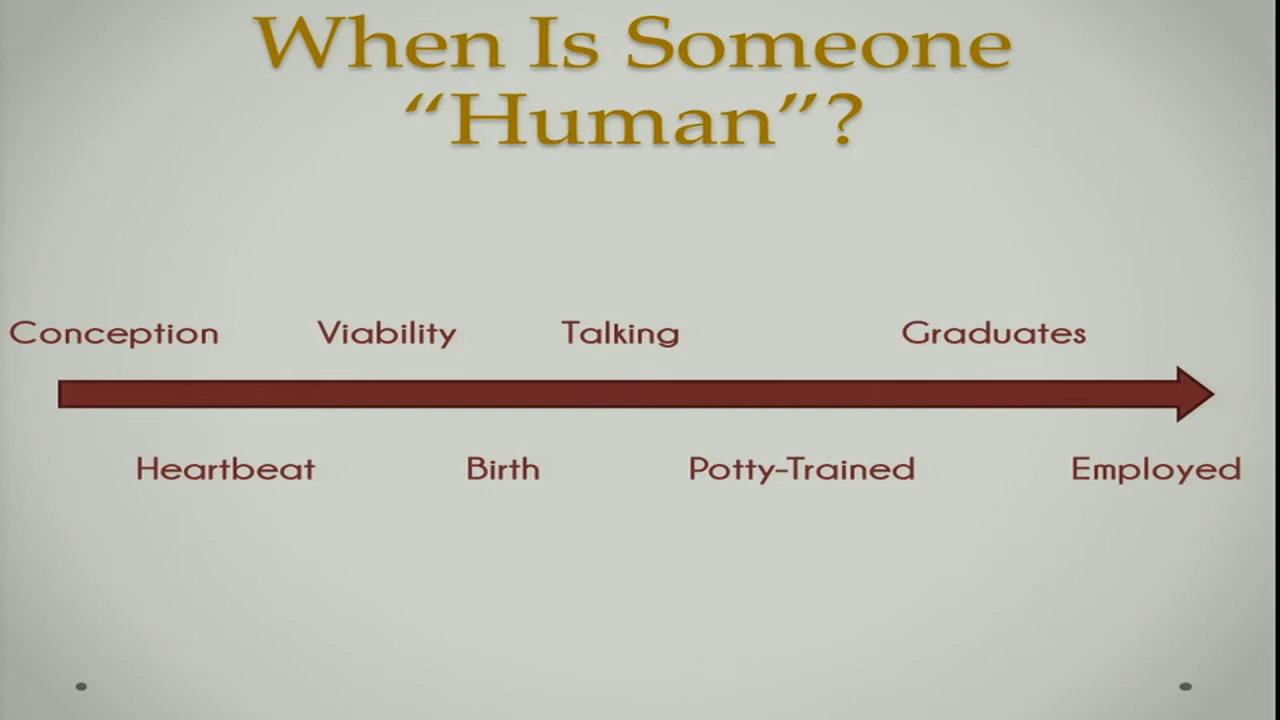 When Is Someone
“Human”?
Conception Viability Talking Graduates
Heartbeat Birth Potty-Trained Employed